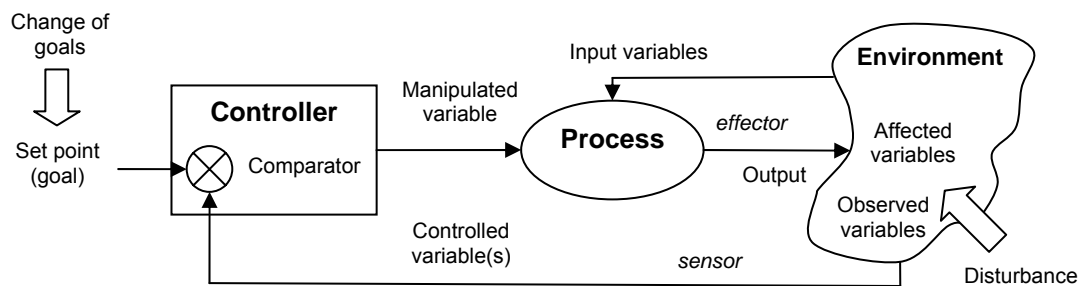 Change of
goals
Set point
(goal)
Controller
Comparator
Manipulated
variable
Input variables
Process
effector
Output
Environment
Affected
variables
Observed
variables
Disturbance
Controlled
variable(s)
sensor